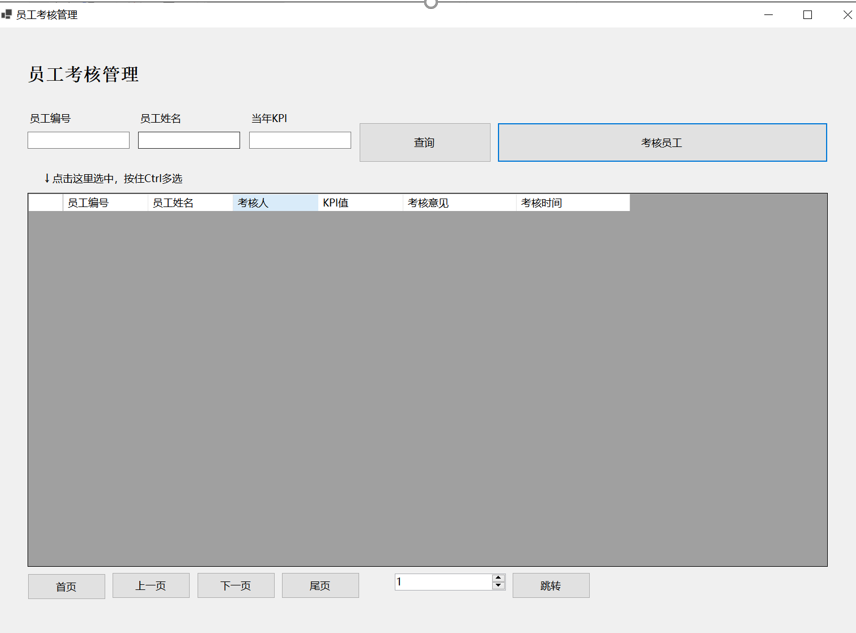 员工考核管理
员工考核管理
员工编号 员工姓名 当年KPI
查询 考核员工
↓点击这里选中，按住Ctrl多选
员工编号 员工姓名 考核人 KPI值 考核意见 考核时间
首页 上一页 下一页 尾页 1 跳转